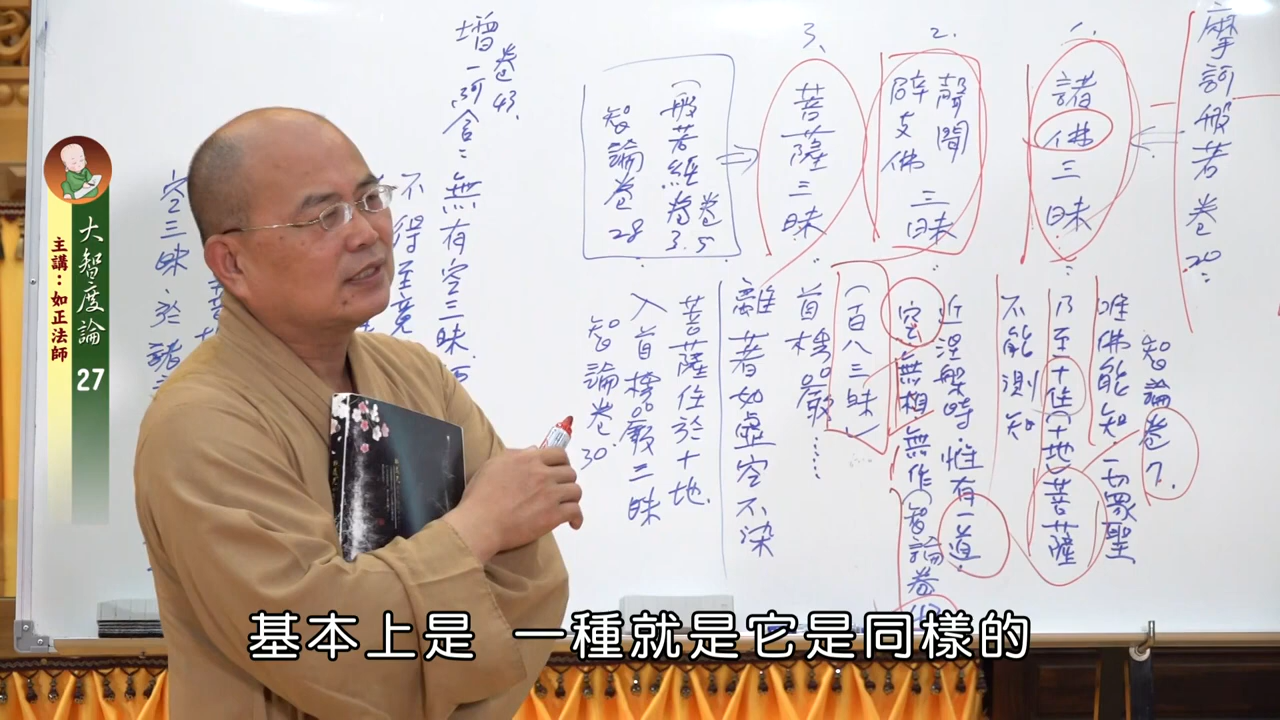 摩訶般若卷20：
1.
諸佛三昧
智論卷7.
唯佛能知一切眾聖
乃至十住(十地)菩薩
不能測知
2.
聲聞
辟支佛
三昧
近涅槃時.惟有一道.
空無相無作(智論卷
3.
菩薩三昧
(百八三昧)
首楞嚴……
離著如虛空不染
(般若經卷3.5
智論卷28
菩薩住於十地.
入首楞嚴三昧
智論卷30
增一阿含：
卷43.
無有空三昧
不得至竟
空三昧於諸
大智度論
27
主講：如正法師
基本上是 一種就是它是同樣的